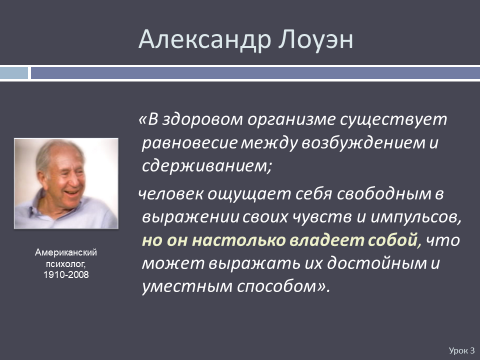 Александр Лоуэн
«В здоровом организме существует
равновесие между возбуждением и
сдерживанием;
человек ощущает себя свободным в
выражении своих чувств и импульсов,
но он настолько владеет собой, что
может выражать их достойным и
уместным способом».
Американский
психолог,
1910-2008
Урок 3